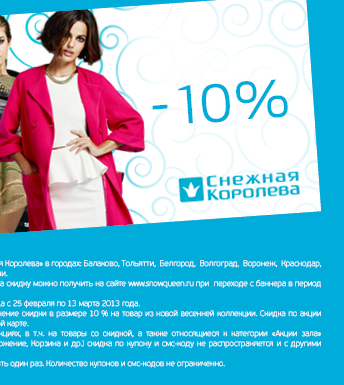 -10%
Снежная
Королева
я Королева» в городах: Балаково, Тольятти, Белгород, Волгоград, Воронеж, Краснодар,
и.
а скидку можно получить на сайте www.snowqueen.ru при переходе с баннера в период
а с 25 февраля по 13 марта 2013 года.
ение скидки в размере 10 % на товар из новой весенней коллекции. Скидка по акции
й карте.
кциях, в т.ч. на товары со скидкой, а также относящиеся к категории «Акции зала»
ожение, Корзина и др.) скидка по купону и смс-коду не распространяется и с другими
ть один раз. Количество купонов и смс-кодов не ограниченно.